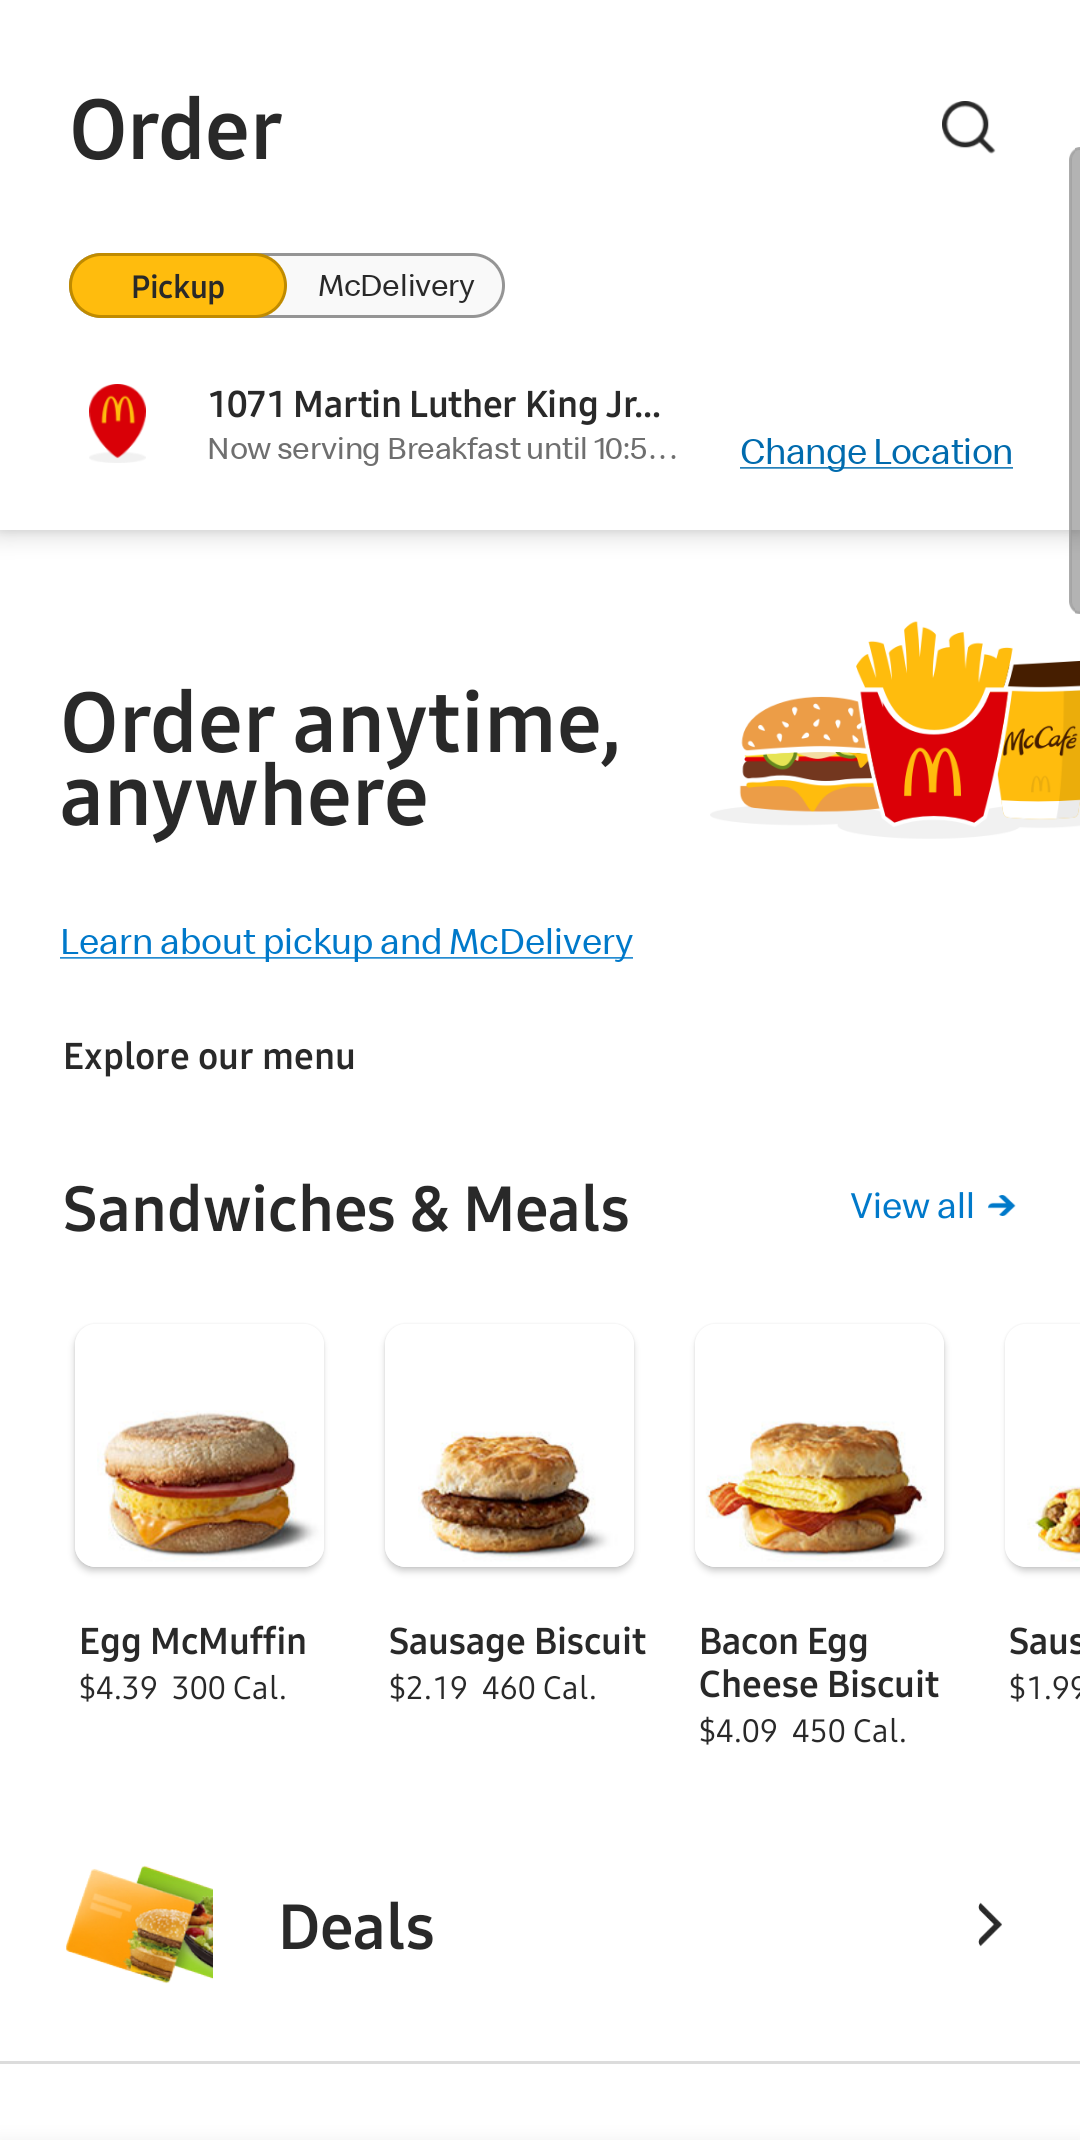 Order
Pickup
McDelivery
1071 Martin Luther King Jr...
Now serving Breakfast until 10:5...
Change Location
Order anytime,
anywhere
McCafé
Learn about pickup and McDelivery
Explore our menu
Sandwiches & Meals
View all
Egg McMuffin
$4.39 300 Cal.
Sausage Biscuit
$2.19 460 Cal.
Bacon Egg
Cheese Biscuit
$4.09 450 Cal.
Saus
$1.99
Deals